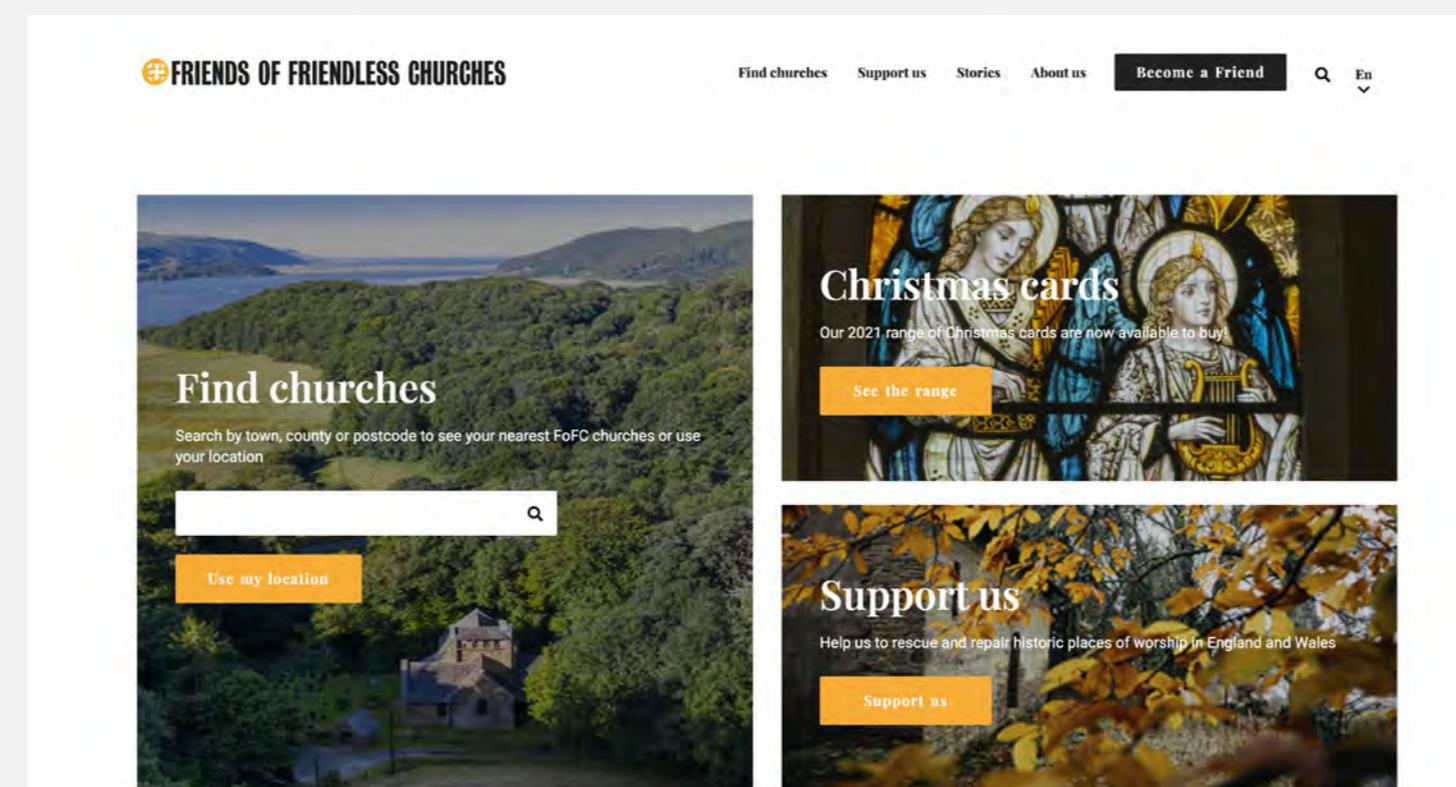 FRIENDS OF FRIENDLESS CHURCHES
Find churches
Support us
Stories
About us
Become a Friend
En
Find churches
Search by town, county or postcode to see your nearest FoFC churches or use
your location
Use my location
Christmas cards
Our 2021 range of Christmas cards are now available to buy!
See the range
Support us
Help us to rescue and repair historic places of worship in England and Wales
Support us